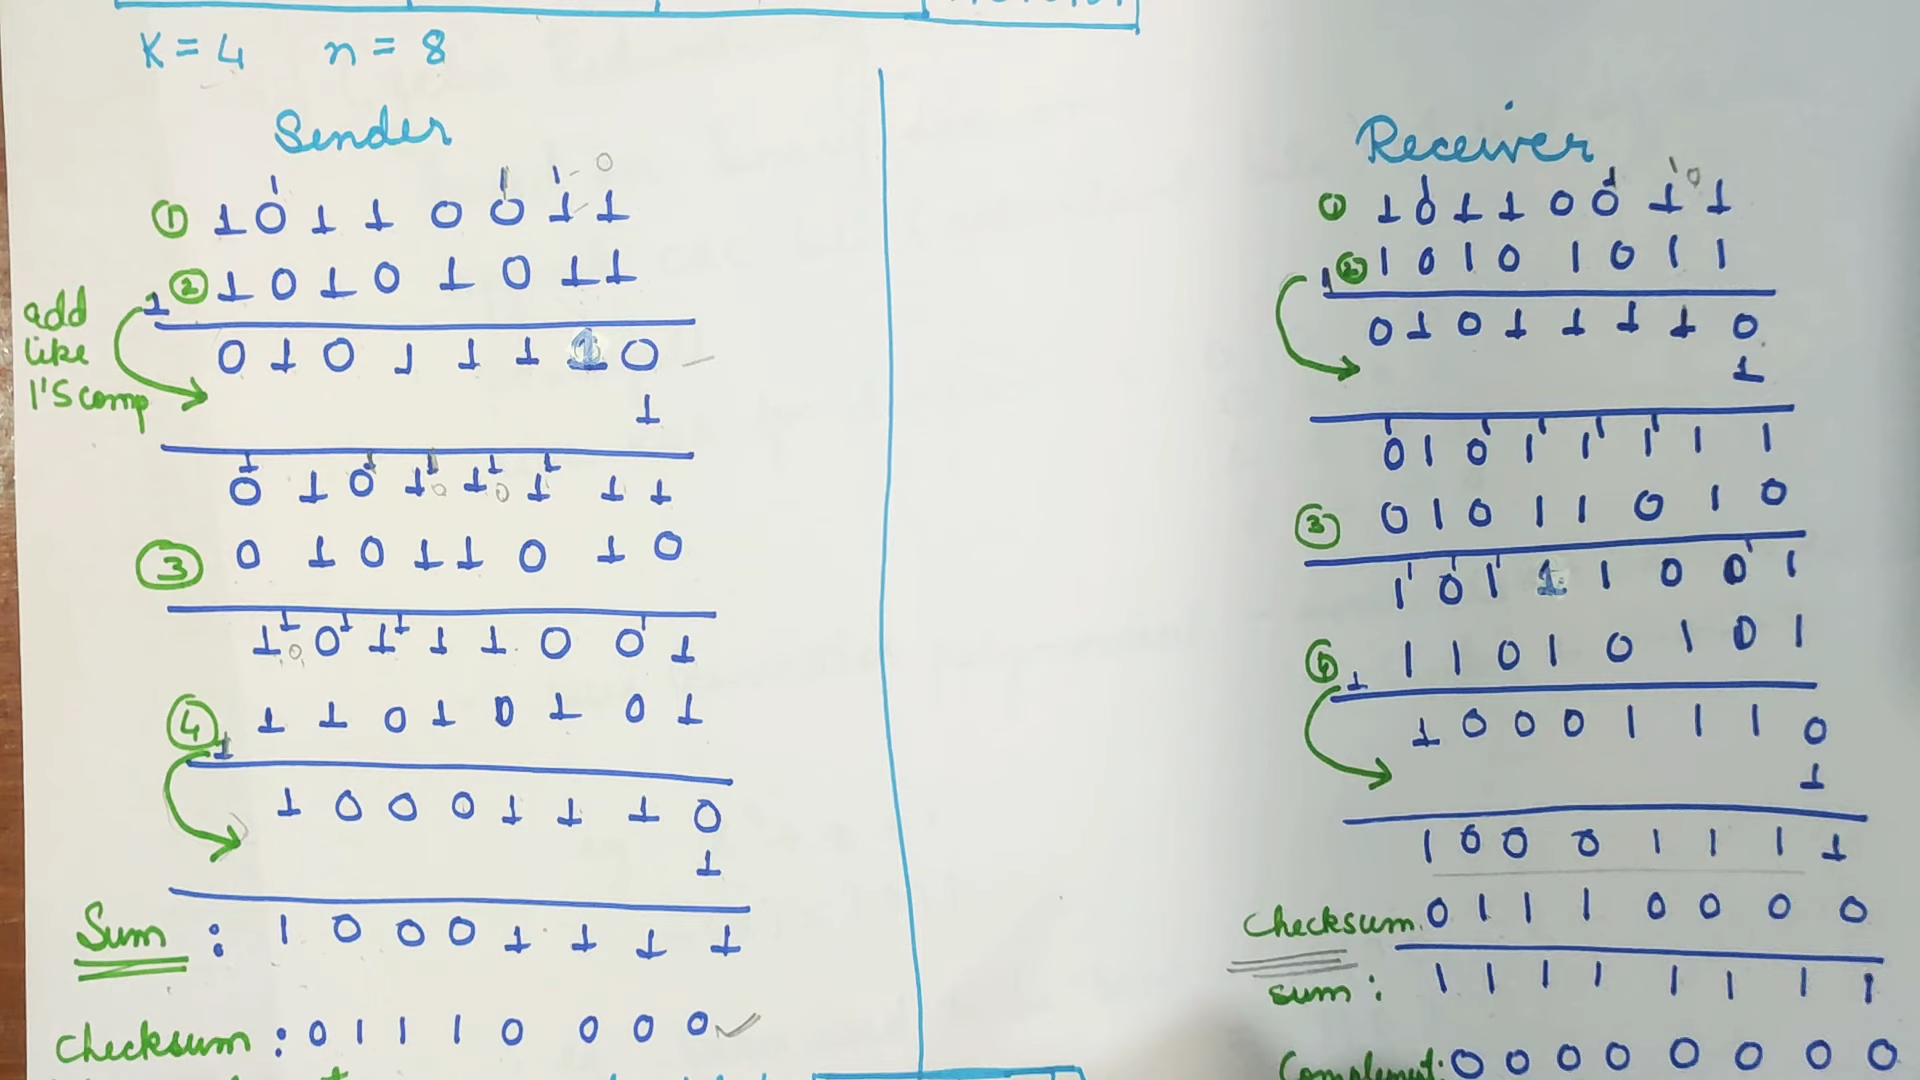 K = 4 n = 8
Sender
① 1 0 1 1 0 0 1 1
② 1 0 1 0 1 0 1 1
1
add like 1'S comp
0 1 0 1 1 1 1 0
1
0 1 0 1 1 1 1 1
③ 0 1 0 1 1 0 1 0
1 0 1 1 1 0 0 1
④ 1 1 0 1 0 1 0 1
1
1 0 0 0 1 1 1 0
1
Sum : 1 0 0 0 1 1 1 1
Checksum : 0 1 1 1 0 0 0 0
Receiver
① 1 0 1 1 0 0 1 1
② 1 0 1 0 1 0 1 1
1
0 1 0 1 1 1 1 0
1
0 1 0 1 1 1 1 1
③ 0 1 0 1 1 0 1 0
1 0 1 1 1 0 0 1
1 1 0 1 0 1 0 1
1
1 0 0 0 1 1 1 0
1
1 0 0 0 1 1 1 1
Checksum. 0 1 1 1 0 0 0 0
sum : 1 1 1 1 1 1 1 1
Complement: 0 0 0 0 0 0 0 0